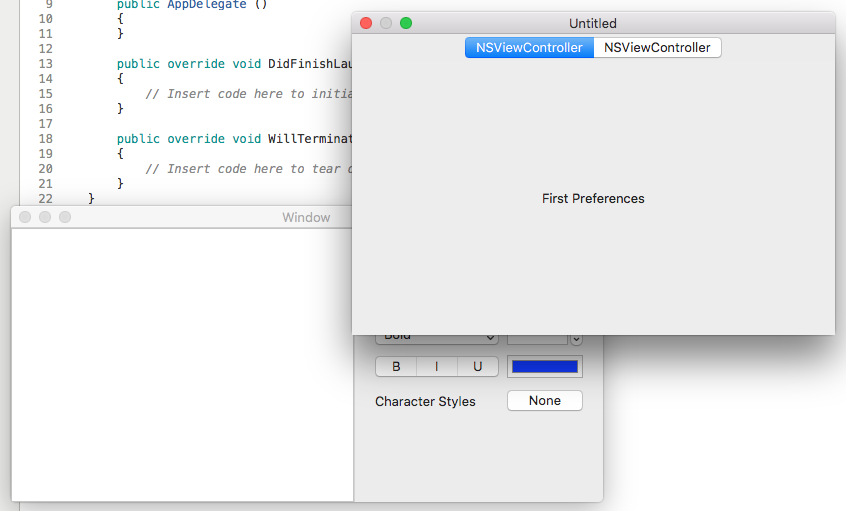 9 public AppDelegate ()
10 {
11 }
12
13 public override void DidFinishLau
14 {
15 // Insert code here to initia
16 }
17
18 public override void WillTerminat
19 {
20 // Insert code here to tear d
21 }
22 }
Untitled
NSViewController NSViewController
First Preferences
Window
Bold
B I U
Character Styles None